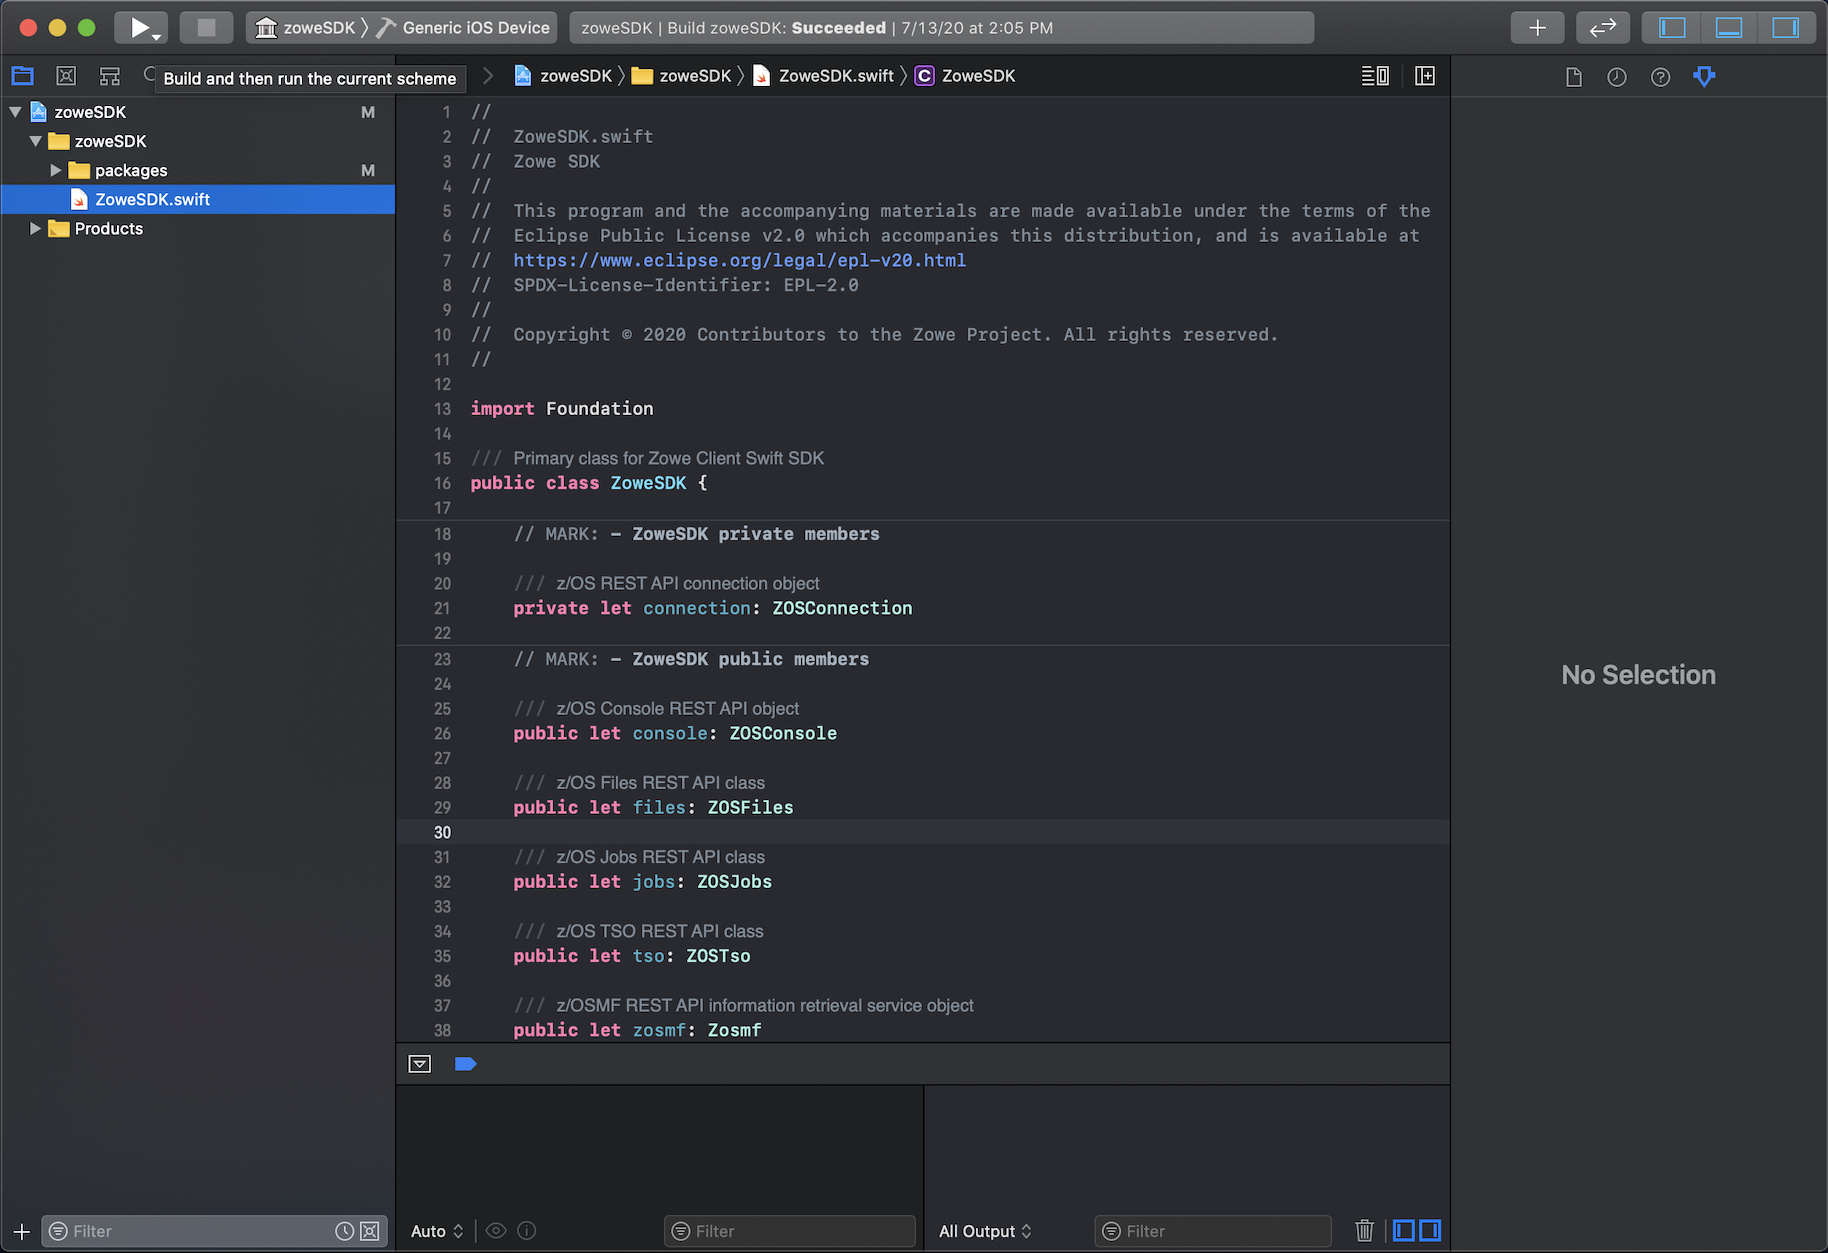 zoweSDK 〉 Generic iOS Device
zoweSDK | Build zoweSDK: Succeeded | 7/13/20 at 2:05 PM
Build and then run the current scheme
zoweSDK 〉 zoweSDK 〉 ZoweSDK.swift 〉 C ZoweSDK
zoweSDK M
zoweSDK
packages M
ZoweSDK.swift
Products
1 //
2 // ZoweSDK.swift
3 // Zowe SDK
4 //
5 // This program and the accompanying materials are made available under the terms of the
6 // Eclipse Public License v2.0 which accompanies this distribution, and is available at
7 // https://www.eclipse.org/legal/epl-v20.html
8 // SPDX-License-Identifier: EPL-2.0
9 //
10 // Copyright © 2020 Contributors to the Zowe Project. All rights reserved.
11 //
12
13 import Foundation
14
15 /// Primary class for Zowe Client Swift SDK
16 public class ZoweSDK {
17
18 // MARK: - ZoweSDK private members
19
20 /// z/OS REST API connection object
21 private let connection: ZOSConnection
22
23 // MARK: - ZoweSDK public members
24
25 /// z/OS Console REST API object
26 public let console: ZOSConsole
27
28 /// z/OS Files REST API class
29 public let files: ZOSFiles
30
31 /// z/OS Jobs REST API class
32 public let jobs: ZOSJobs
33
34 /// z/OS TSO REST API class
35 public let tso: ZOSTso
36
37 /// z/OSMF REST API information retrieval service object
38 public let zosmf: Zosmf
No Selection
Filter
Auto
Filter
All Output
Filter